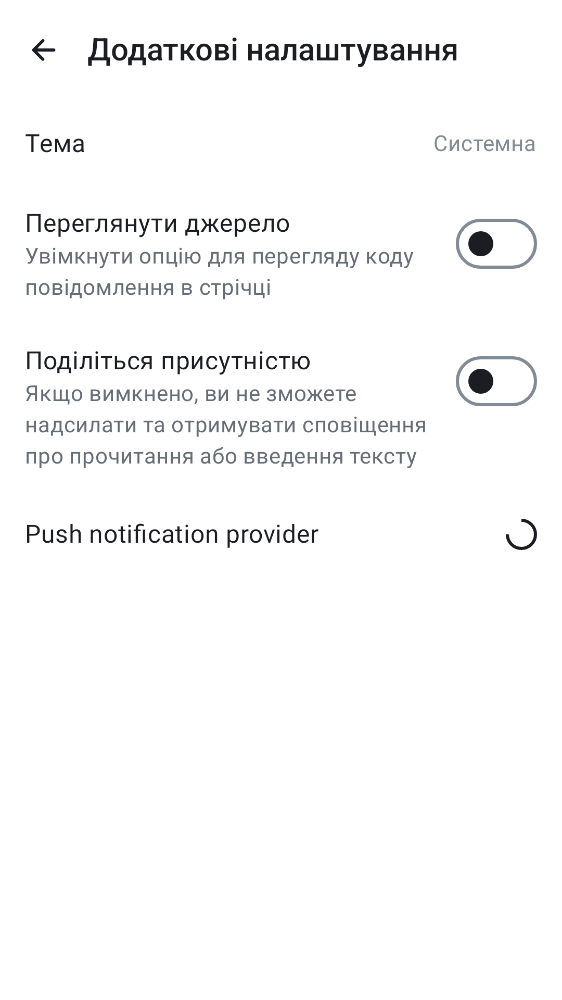 Додаткові налаштування
Тема
Системна
Переглянути джерело
Увімкнути опцію для перегляду коду
повідомлення в стрічці
Поділіться присутністю
Якщо вимкнено, ви не зможете
надсилати та отримувати сповіщення
про прочитання або введення тексту
Push notification provider